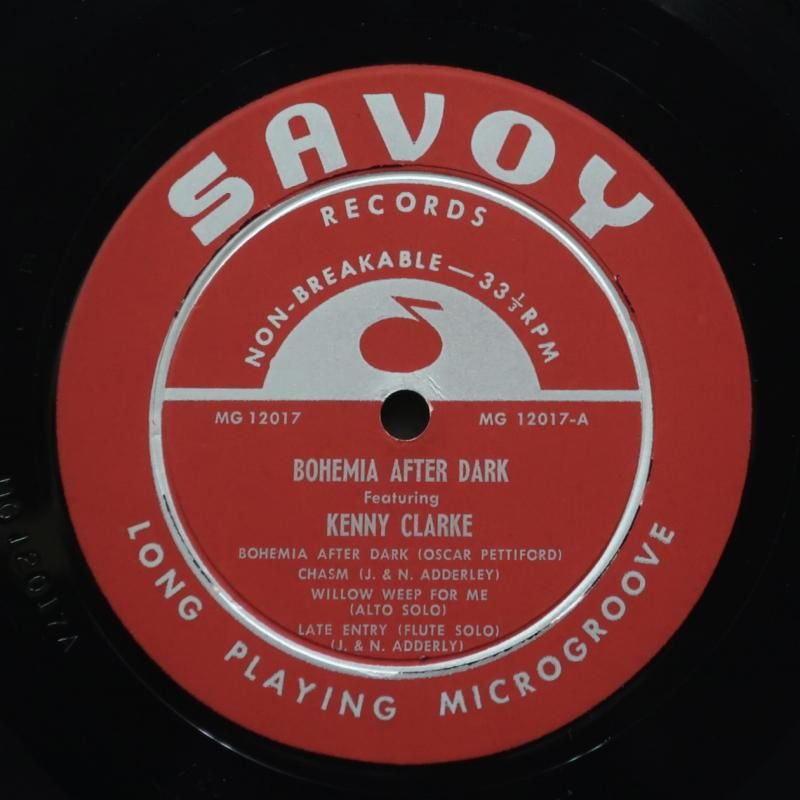 SAVOY
RECORDS
NON-BREAKABLE — 33⅓ RPM
MG 12017
MG 12017-A
BOHEMIA AFTER DARK
Featuring
KENNY CLARKE
BOHEMIA AFTER DARK (OSCAR PETTIFORD)
CHASM (J. & N. ADDERLEY)
WILLOW WEEP FOR ME
(ALTO SOLO)
LATE ENTRY (FLUTE SOLO)
(J. & N. ADDERLY)
LONG PLAYING MICROGROOVE